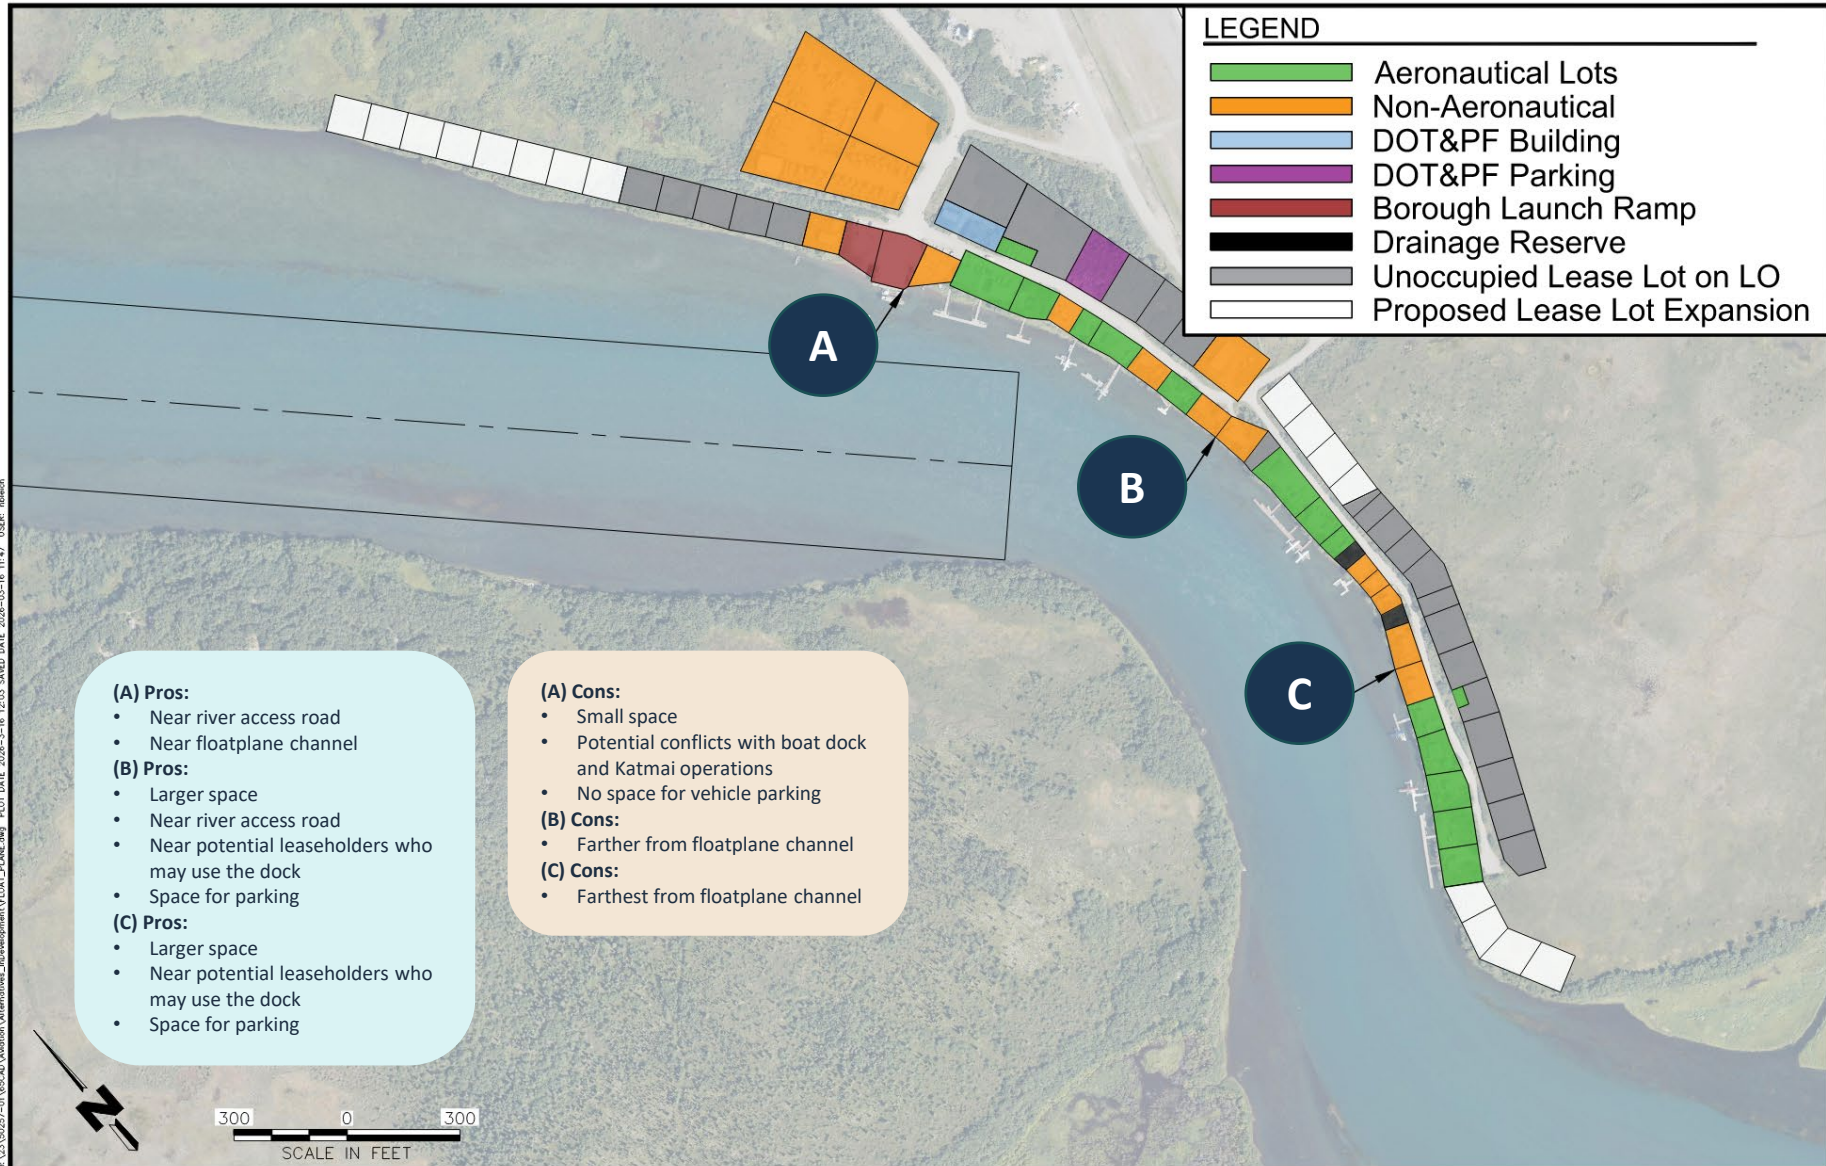 LEGEND
Aeronautical Lots
Non-Aeronautical
DOT&PF Building
DOT&PF Parking
Borough Launch Ramp
Drainage Reserve
Unoccupied Lease Lot on LO
Proposed Lease Lot Expansion
A
B
C
(A) Pros:
• Near river access road
• Near floatplane channel
(B) Pros:
• Larger space
• Near river access road
• Near potential leaseholders who
may use the dock
• Space for parking
(C) Pros:
• Larger space
• Near potential leaseholders who
may use the dock
• Space for parking
(A) Cons:
• Small space
• Potential conflicts with boat dock
and Katmai operations
• No space for vehicle parking
(B) Cons:
• Farther from floatplane channel
(C) Cons:
• Farthest from floatplane channel
N
300 0 300
SCALE IN FEET